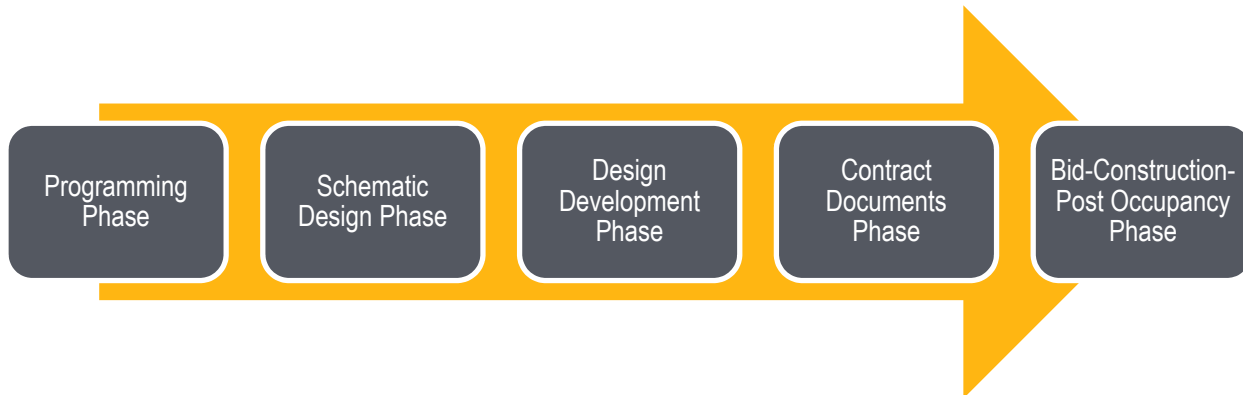 Programming
Phase
Schematic
Design Phase
Design
Development
Phase
Contract
Documents
Phase
Bid-Construction-
Post Occupancy
Phase